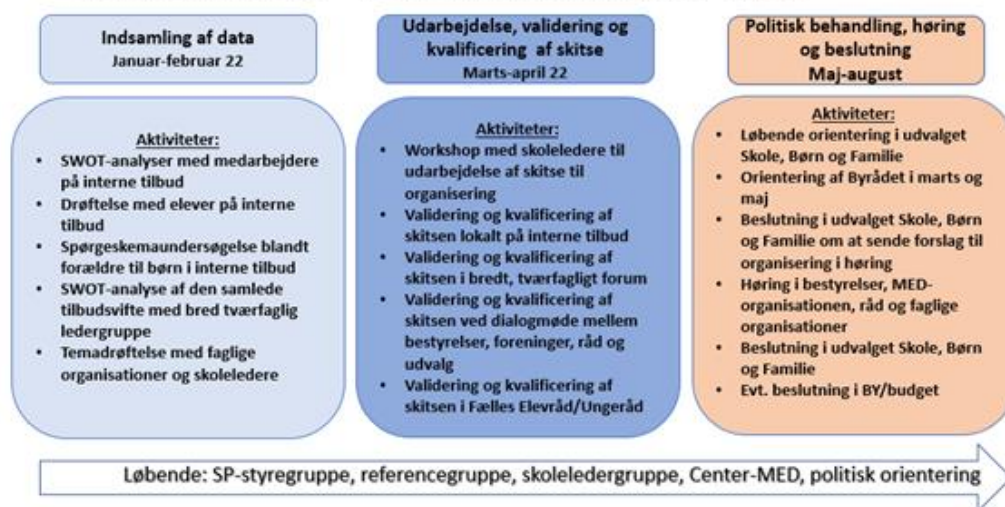 Indsamling af data
Januar-februar 22
Aktiviteter:
• SWOT-analyser med medarbejdere
på interne tilbud
• Drøftelse med elever på interne
tilbud
• Spørgeskemaundersøgelse blandt
forældre til børn i interne tilbud
• SWOT-analyse af den samlede
tilbudsvifte med bred tværfaglig
ledergruppe
• Temadrøftelse med faglige
organisationer og skoleledere
Udarbejdelse, validering og
kvalificering af skitse
Marts-april 22
Aktiviteter:
• Workshop med skoleledere til
udarbejdelse af skitse til
organisering
• Validering og kvalificering af
skitsen lokalt på interne tilbud
• Validering og kvalificering af
skitsen i bredt, tværfagligt forum
• Validering og kvalificering af
skitsen ved dialogmøde mellem
bestyrelser, foreninger, råd og
udvalg
• Validering og kvalificering af
skitsen i Fælles Elevråd/Ungeråd
Politisk behandling, høring
og beslutning
Maj-august
Aktiviteter:
• Løbende orientering i udvalget
Skole, Børn og Familie
• Orientering af Byrådet i marts og
maj
• Beslutning i udvalget Skole, Børn
og Familie om at sende forslag til
organisering i høring
• Høring i bestyrelser, MED-
organisationen, råd og faglige
organisationer
• Beslutning i udvalget Skole, Børn
og Familie
• Evt. beslutning i BY/budget
Løbende: SP-styregruppe, referencegruppe, skoleledergruppe, Center-MED, politisk orientering